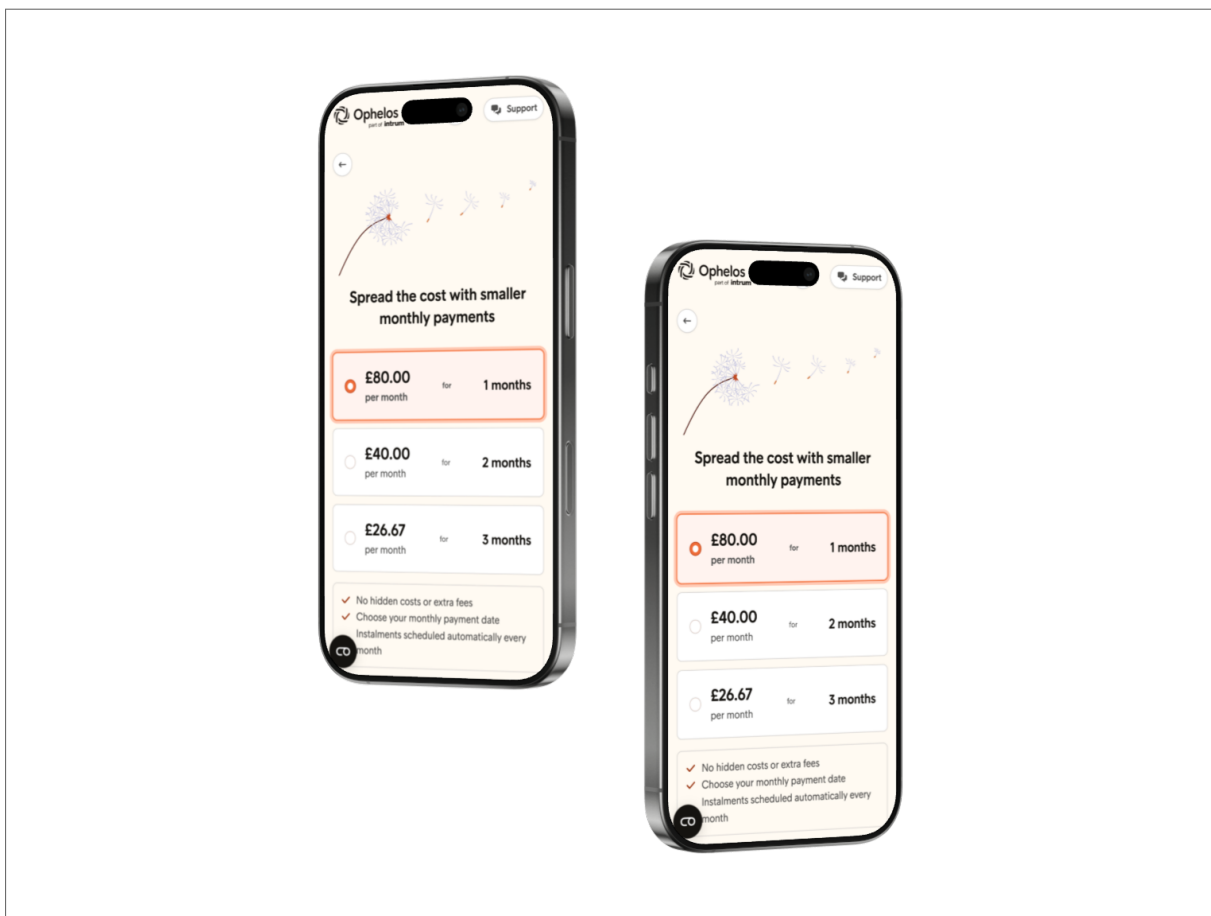 Ophelos
part of intrum
Support
Spread the cost with smaller
monthly payments
£80.00
per month
for
1 months
£40.00
per month
for
2 months
£26.67
per month
for
3 months
No hidden costs or extra fees
Choose your monthly payment date
Instalments scheduled automatically every
month
Ophelos
part of intrum
Support
Spread the cost with smaller
monthly payments
£80.00
per month
for
1 months
£40.00
per month
for
2 months
£26.67
per month
for
3 months
No hidden costs or extra fees
Choose your monthly payment date
Instalments scheduled automatically every
month